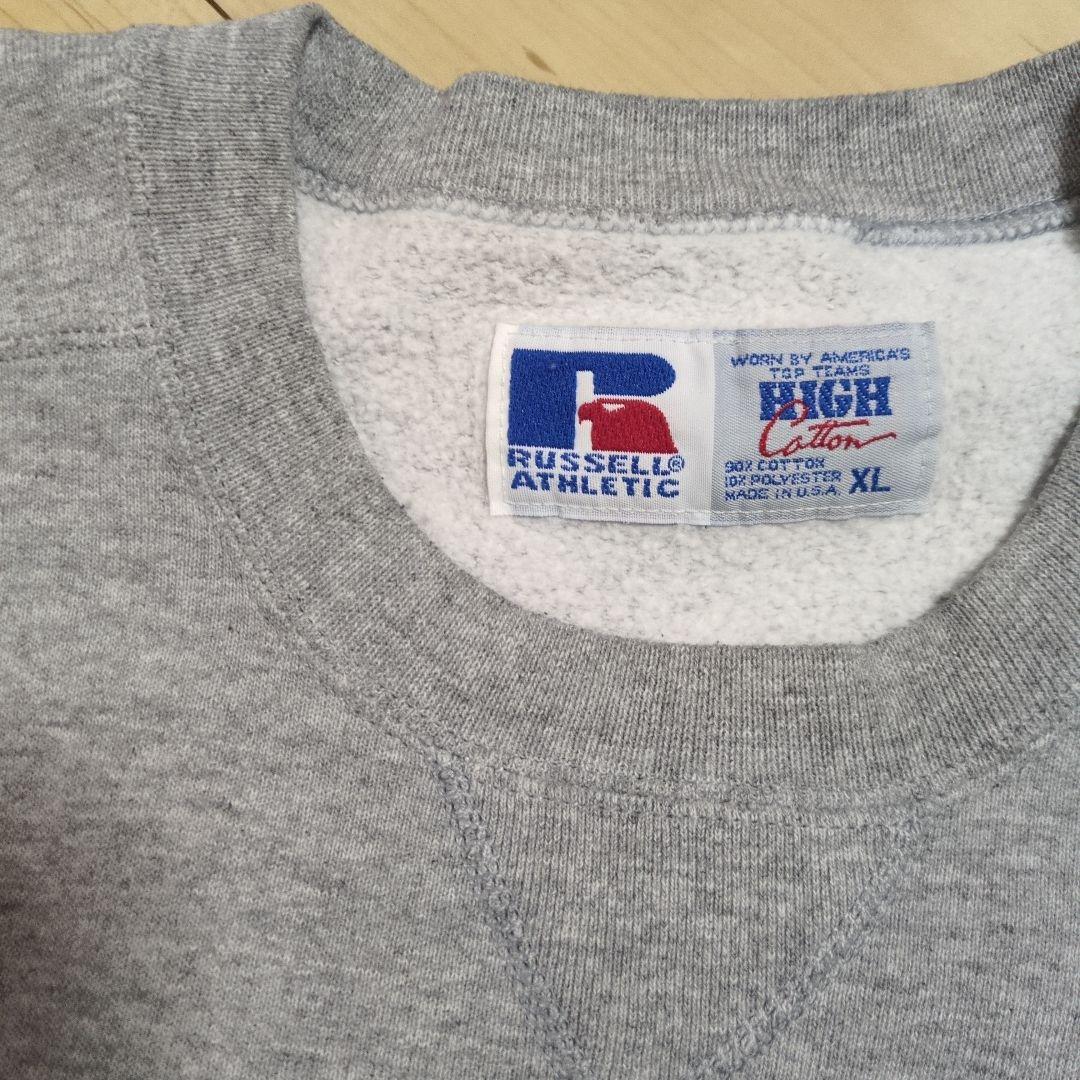 R
RUSSELL®
ATHLETIC
WORN BY AMERICA'S
TOP TEAMS
HIGH
Cotton
90% COTTON
10% POLYESTER
MADE IN U.S.A. XL